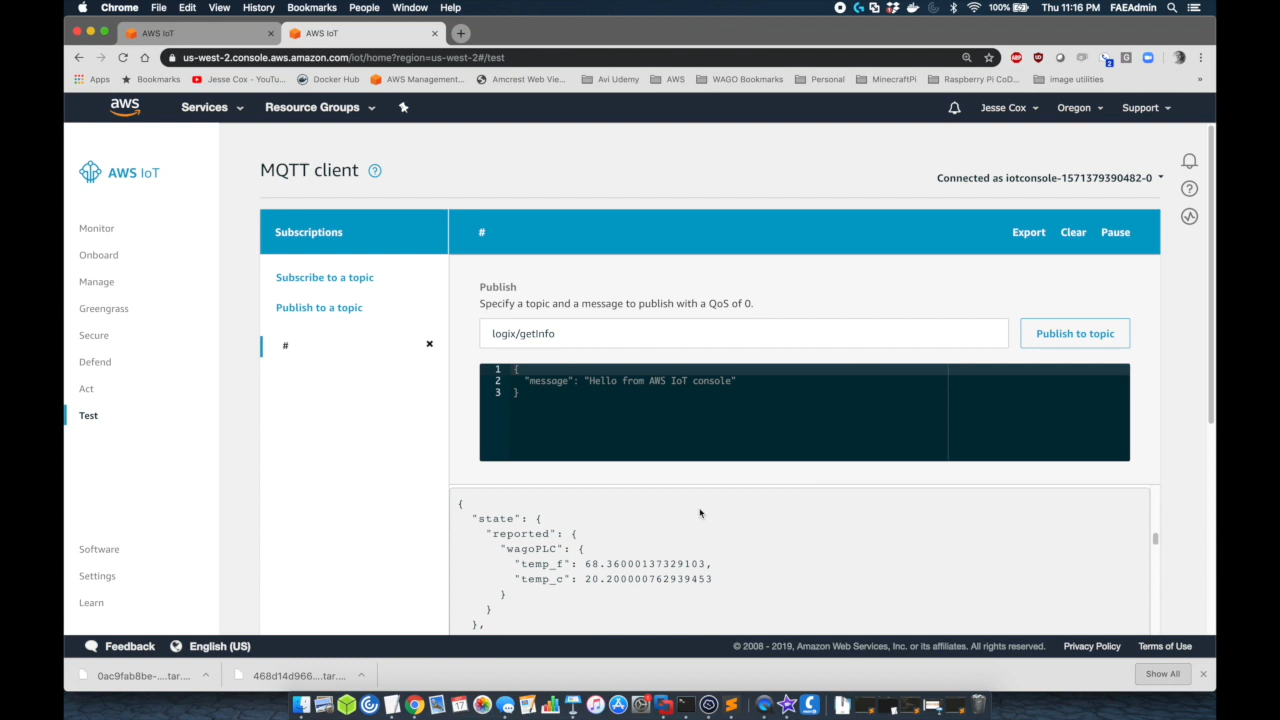 Chrome File Edit View History Bookmarks People Window Help
100% Thu 11:16 PM FAEAdmin
AWS IoT
AWS IoT
us-west-2.console.aws.amazon.com/iot/home?region=us-west-2#/test
Apps Bookmarks Jesse Cox - YouTu... Docker Hub AWS Management... Amcrest Web Vie... Avi Udemy AWS WAGO Bookmarks Personal MinecraftPi Raspberry Pi CoD... image utilities »
aws Services Resource Groups Jesse Cox Oregon Support
AWS IoT
Monitor
Onboard
Manage
Greengrass
Secure
Defend
Act
Test
Software
Settings
Learn
MQTT client
Connected as iotconsole-1571379390482-0
Subscriptions
Subscribe to a topic
Publish to a topic
#
# Export Clear Pause
Publish
Specify a topic and a message to publish with a QoS of 0.
logix/getInfo
Publish to topic
1 {
2 "message": "Hello from AWS IoT console"
3 }
{
"state": {
"reported": {
"wagoPLC": {
"temp_f": 68.36000137329103,
"temp_c": 20.200000762939453
}
}
},
Feedback English (US)
© 2008 - 2019, Amazon Web Services, Inc. or its affiliates. All rights reserved. Privacy Policy Terms of Use
0ac9fab8be-....tar....
468d14d966....tar....
Show All